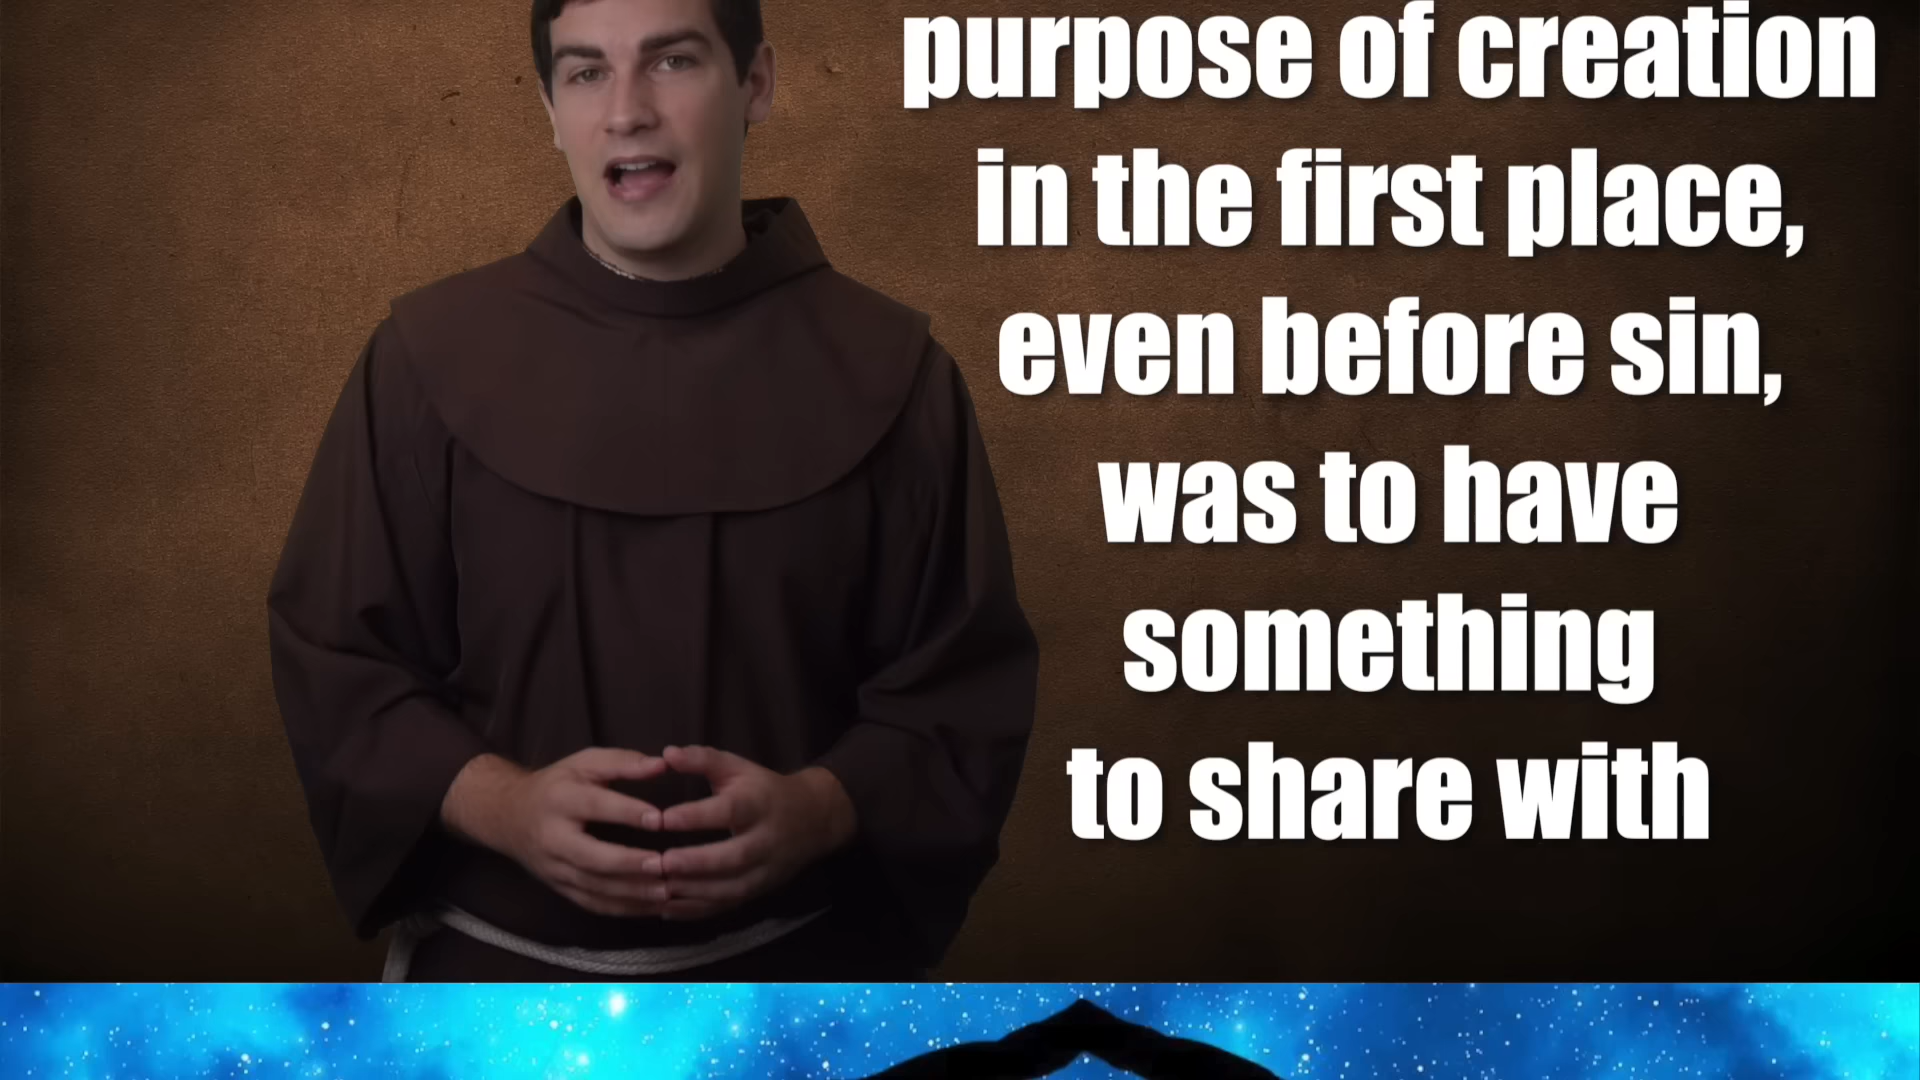 purpose of creation
in the first place,
even before sin,
was to have
something
to share with